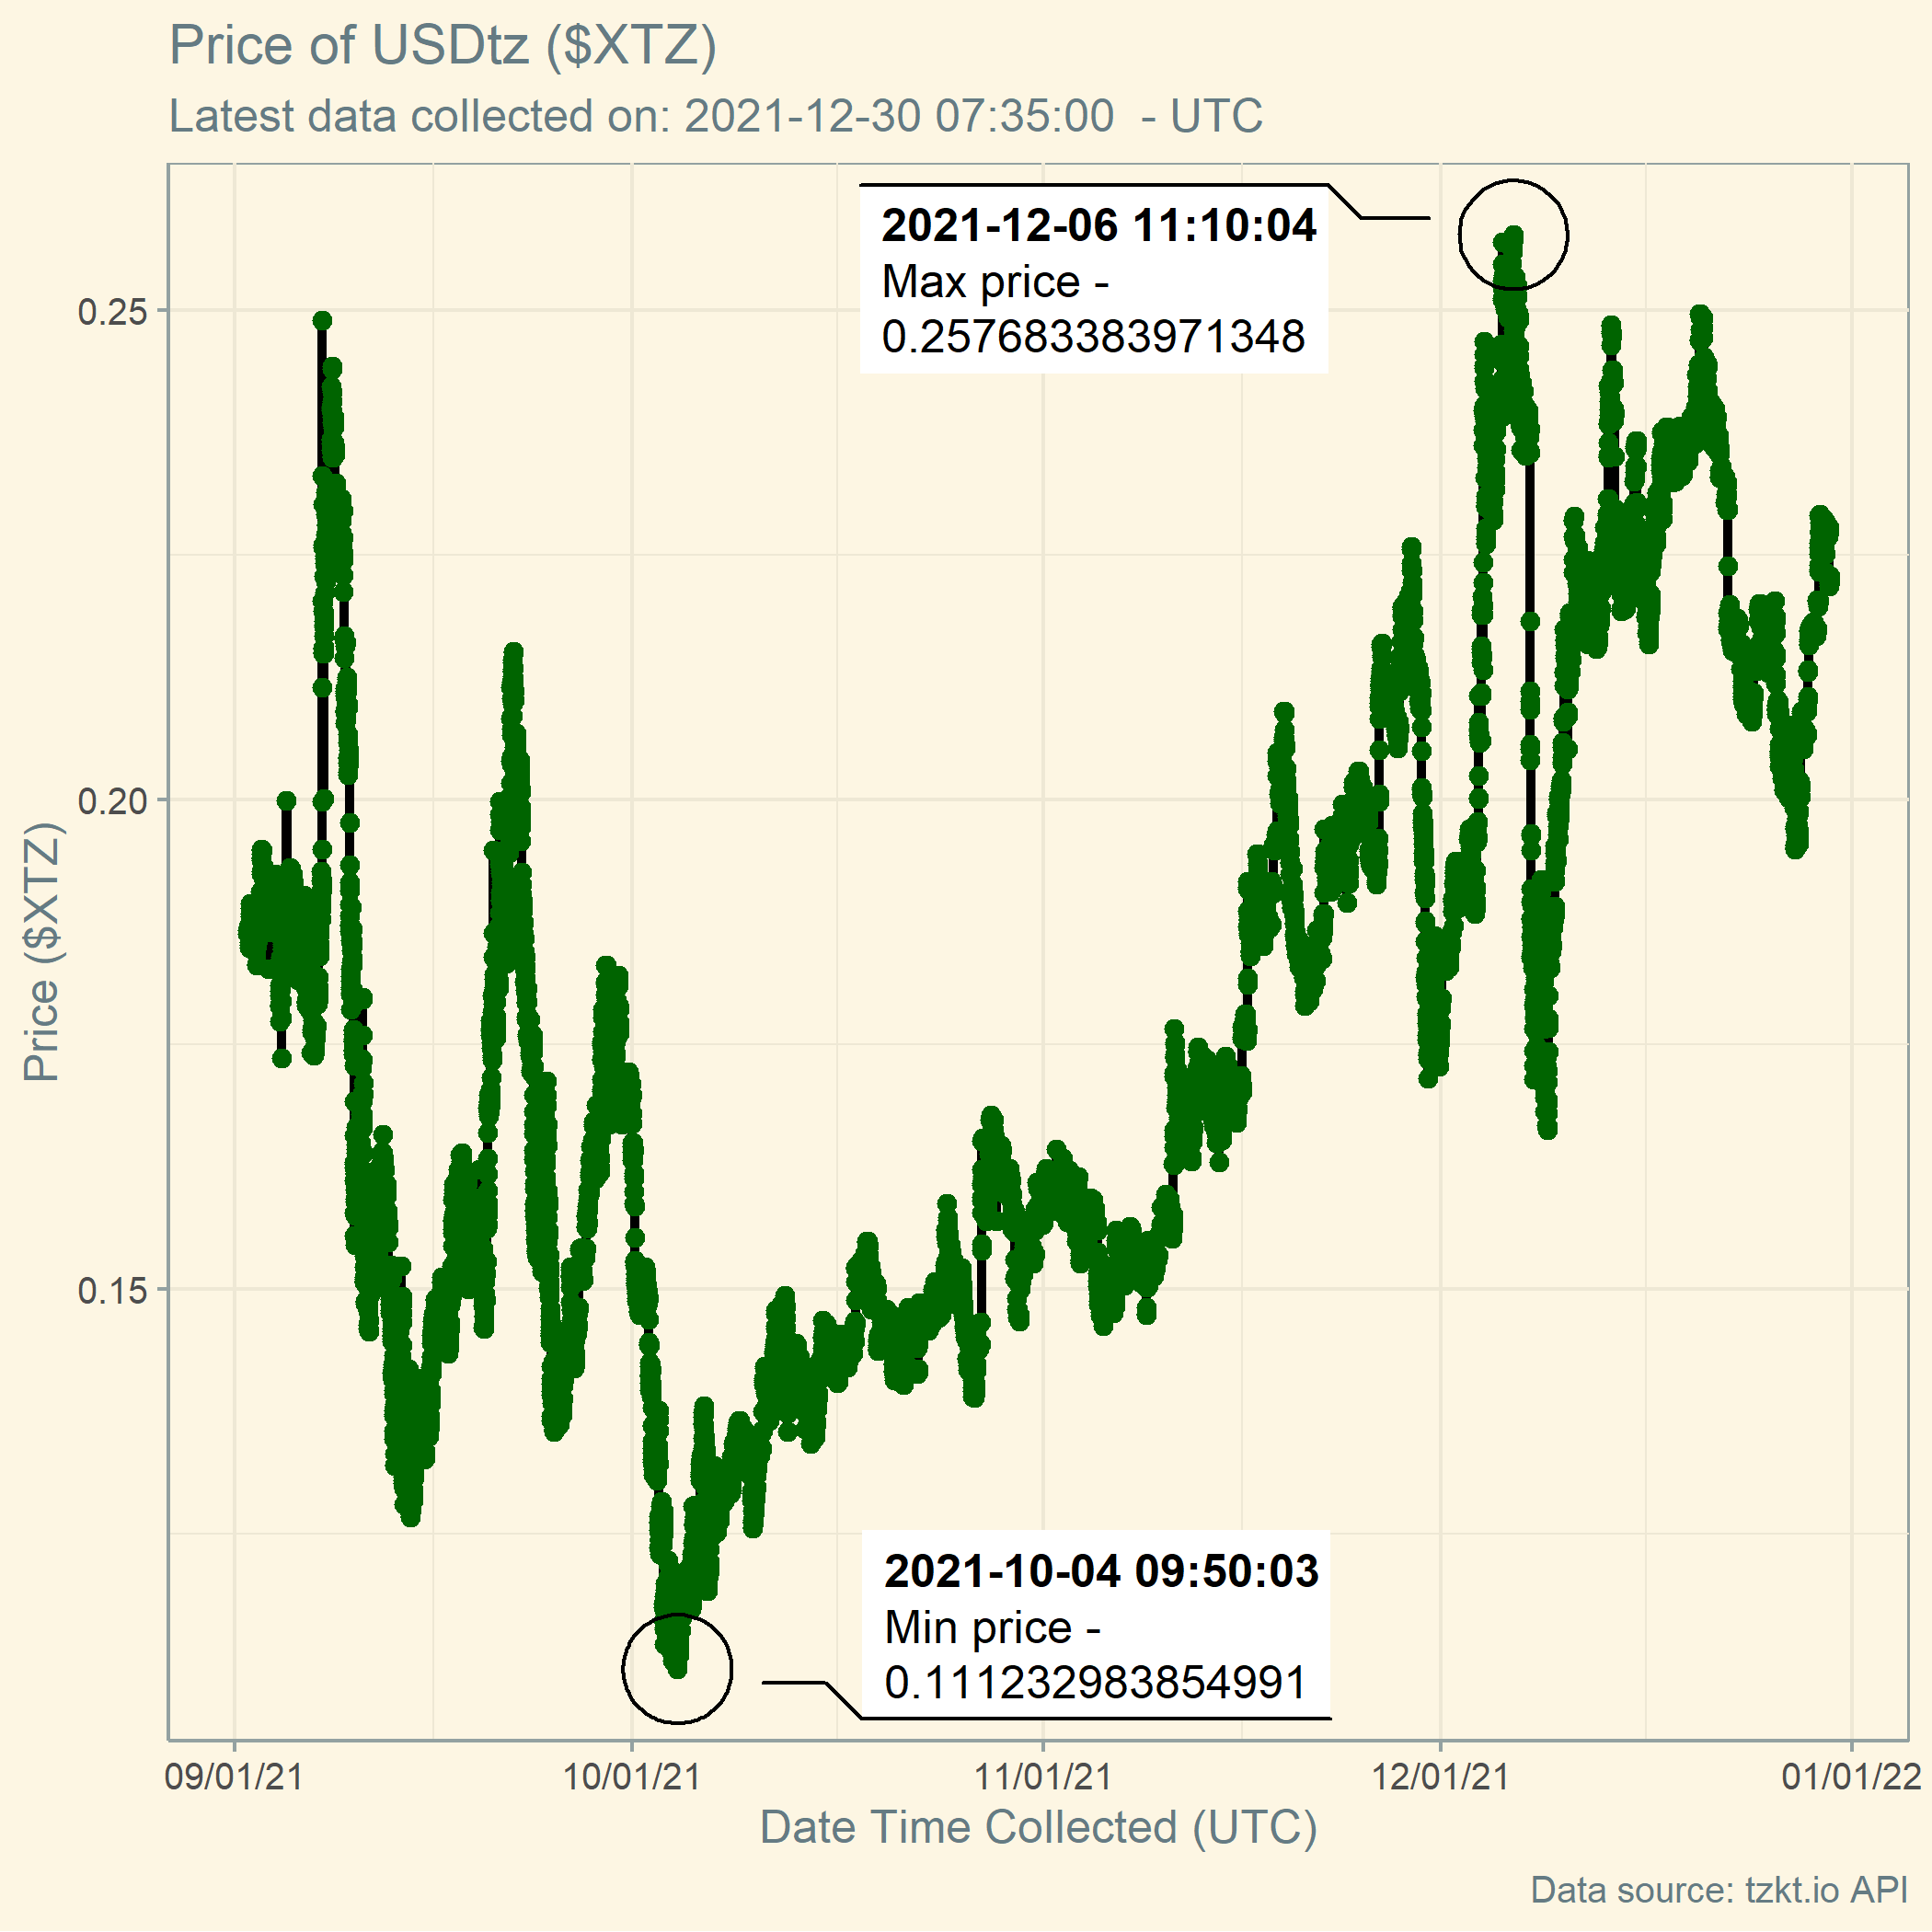 Price of USDtz ($XTZ)
Latest data collected on: 2021-12-30 07:35:00  - UTC
2021-12-06 11:10:04
Max price -
0.257683383971348
0.25
0.20
0.15
Price ($XTZ)
2021-10-04 09:50:03
Min price -
0.111232983854991
09/01/21
10/01/21
11/01/21
12/01/21
01/01/22
Date Time Collected (UTC)
Data source: tzkt.io API